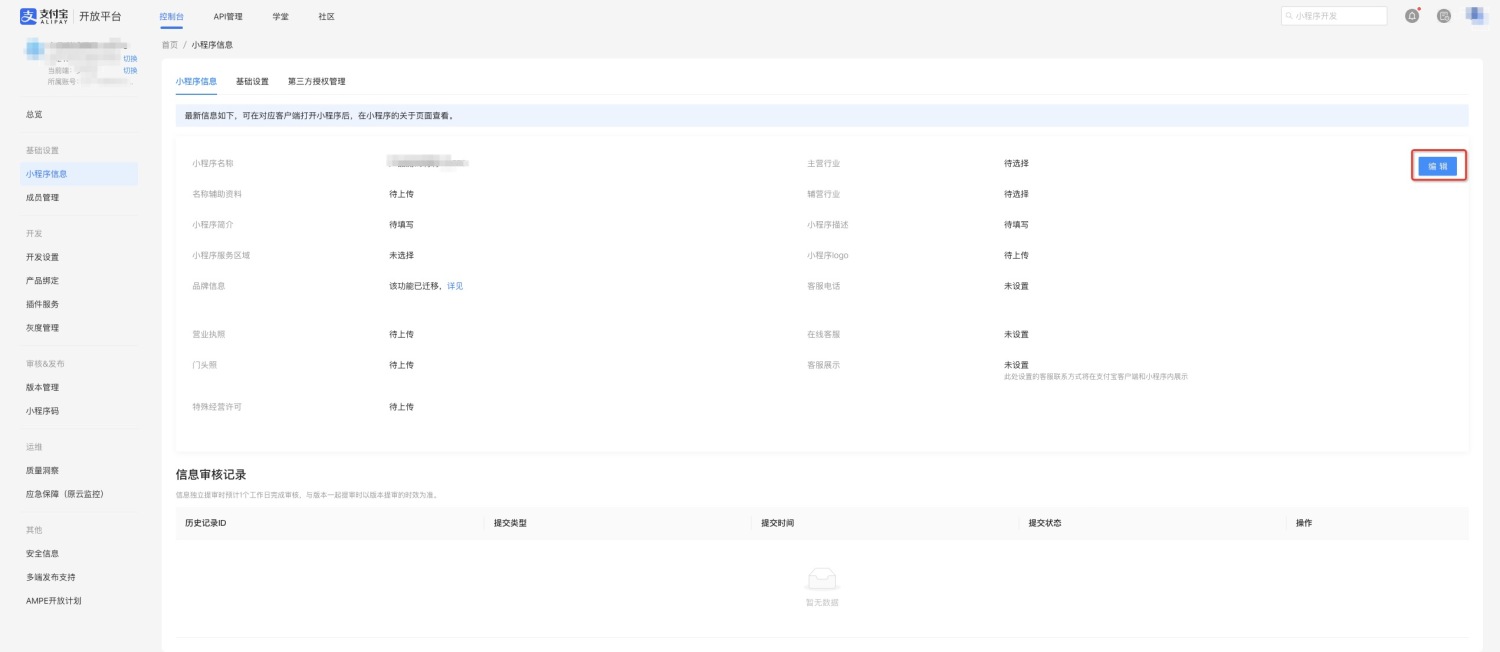 支付宝 ALIPAY 开放平台 控制台 API管理 学堂 社区 小程序开发
首页 / 小程序信息
切换
当前端: 切换
所属账号:
总览
基础设置
小程序信息
成员管理
开发
开发设置
产品绑定
插件服务
灰度管理
审核&发布
版本管理
小程序码
运维
质量洞察
应急保障（原云监控）
其他
安全信息
多端发布支持
AMPE开放计划
小程序信息 基础设置 第三方授权管理
最新信息如下，可在对应客户端打开小程序后，在小程序的关于页面查看。
编 辑
小程序名称 主营行业 待选择
名称辅助资料 待上传 辅营行业 待选择
小程序简介 待填写 小程序描述 待填写
小程序服务区域 未选择 小程序logo 待上传
品牌信息 该功能已迁移，详见 客服电话 未设置
营业执照 待上传 在线客服 未设置
门头照 待上传 客服展示 未设置
此处设置的客服联系方式将在支付宝客户端和小程序内展示
特殊经营许可 待上传
信息审核记录
信息独立提审时预计1个工作日完成审核，与版本一起提审时以版本提审的时效为准。
历史记录ID 提交类型 提交时间 提交状态 操作
暂无数据